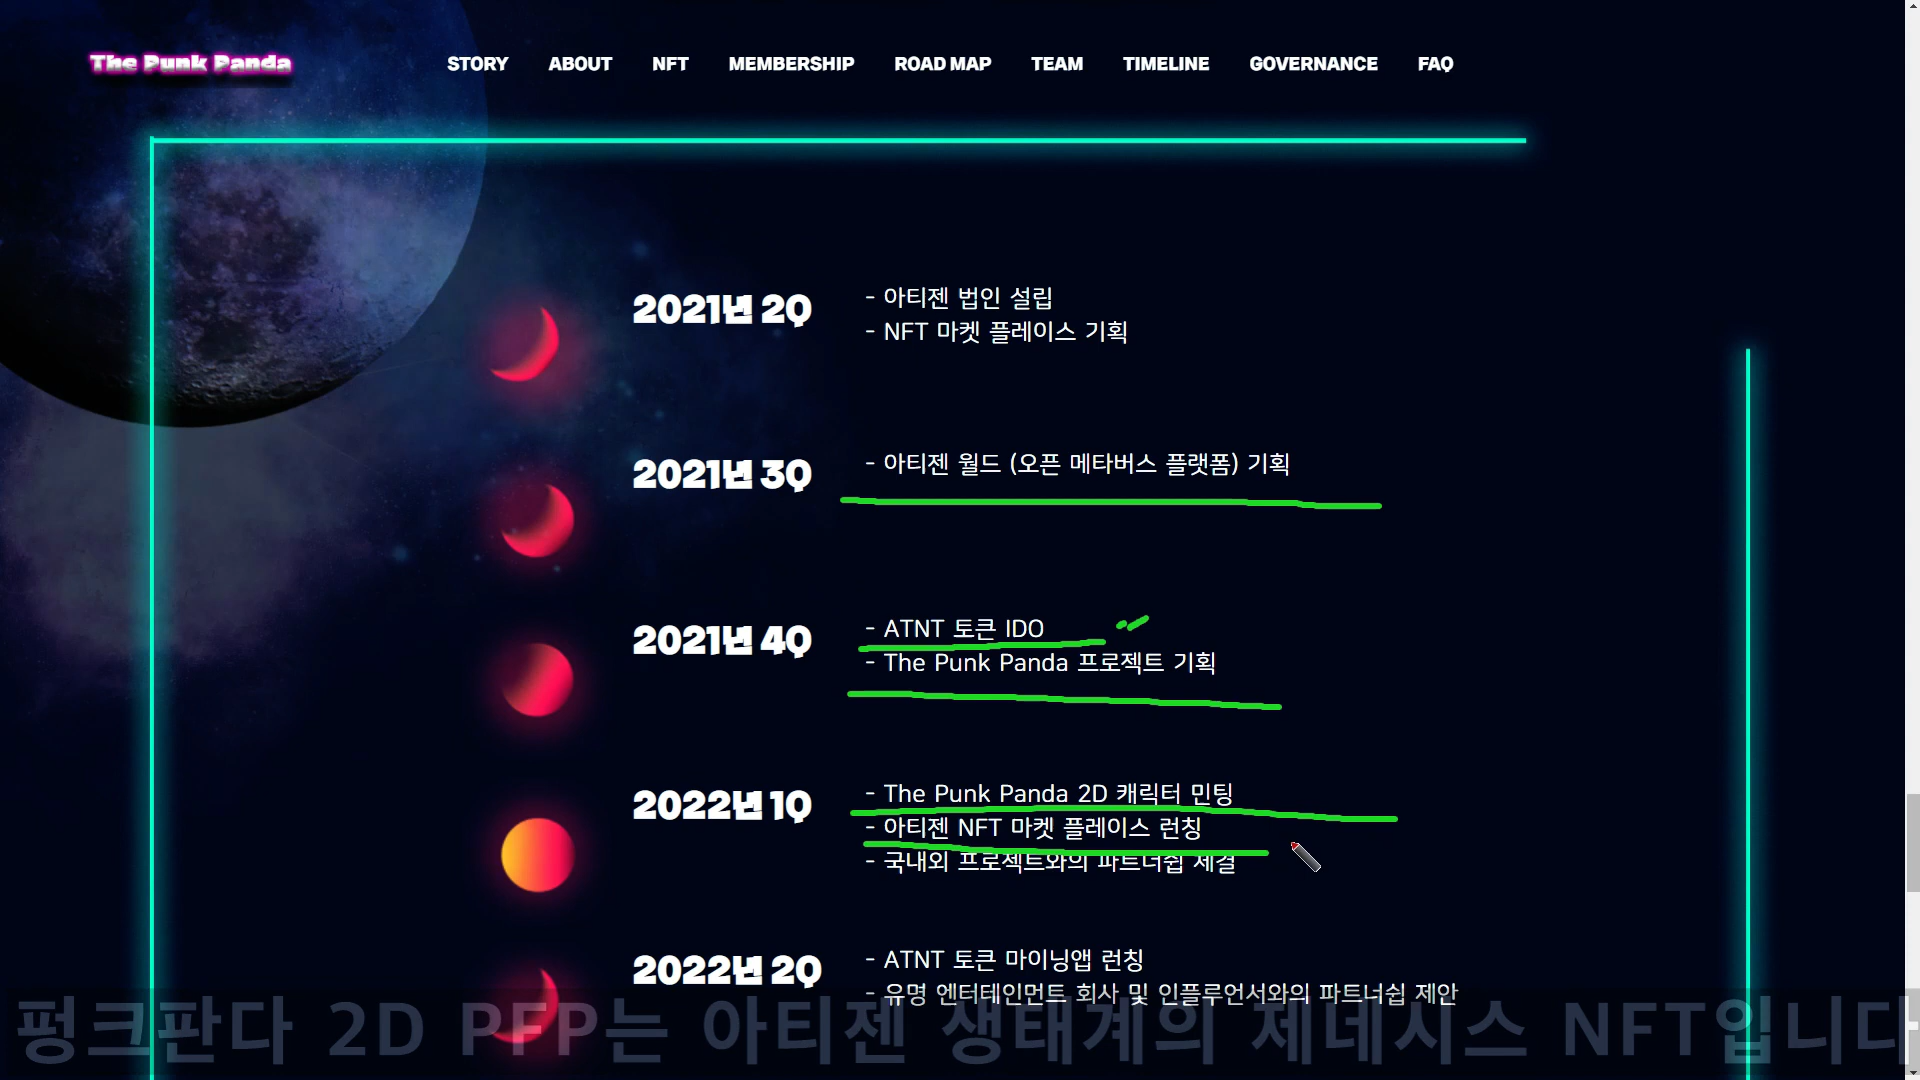 The Punk Panda
STORY ABOUT NFT MEMBERSHIP ROAD MAP TEAM TIMELINE GOVERNANCE FAQ
2021년 2Q
- 아티젠 법인 설립
- NFT 마켓 플레이스 기획
2021년 3Q
- 아티젠 월드 (오픈 메타버스 플랫폼) 기획
2021년 4Q
- ATNT 토큰 IDO
- The Punk Panda 프로젝트 기획
2022년 1Q
- The Punk Panda 2D 캐릭터 민팅
- 아티젠 NFT 마켓 플레이스 런칭
- 국내외 프로젝트와의 파트너쉽 체결
2022년 2Q
- ATNT 토큰 마이닝앱 런칭
- 유명 엔터테인먼트 회사 및 인플루언서와의 파트너쉽 제안
펑크판다 2D PFP는 아티젠 생태계의 제네시스 NFT입니다